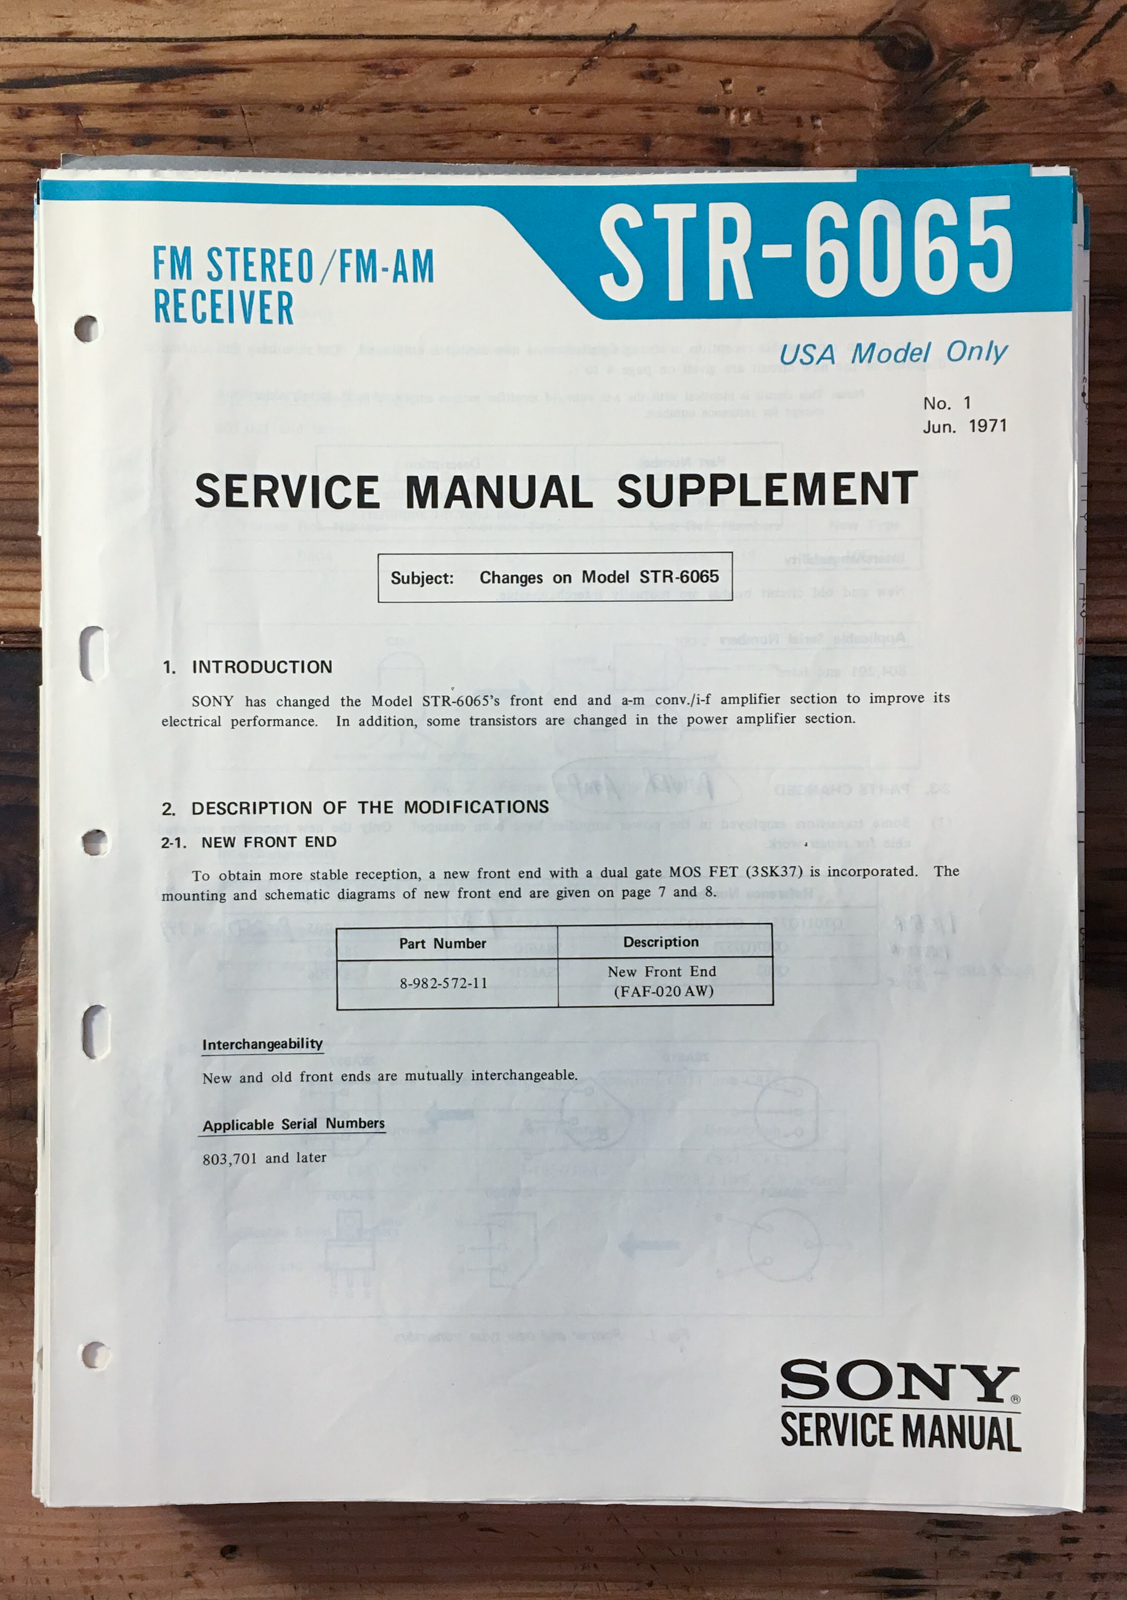 STR-6065
FM STEREO/FM-AM
RECEIVER
USA Model Only
No. 1
Jun. 1971
SERVICE MANUAL SUPPLEMENT
Subject: Changes on Model STR-6065
1. INTRODUCTION
SONY has changed the Model STR-6065's front end and a-m conv./i-f amplifier section to improve its
electrical performance. In addition, some transistors are changed in the power amplifier section.
2. DESCRIPTION OF THE MODIFICATIONS
2-1. NEW FRONT END
To obtain more stable reception, a new front end with a dual gate MOS FET (3SK37) is incorporated. The
mounting and schematic diagrams of new front end are given on page 7 and 8.
Part Number Description
8-982-572-11 New Front End
(FAF-020 AW)
Interchangeability
New and old front ends are mutually interchangeable.
Applicable Serial Numbers
803,701 and later
SONY®
SERVICE MANUAL